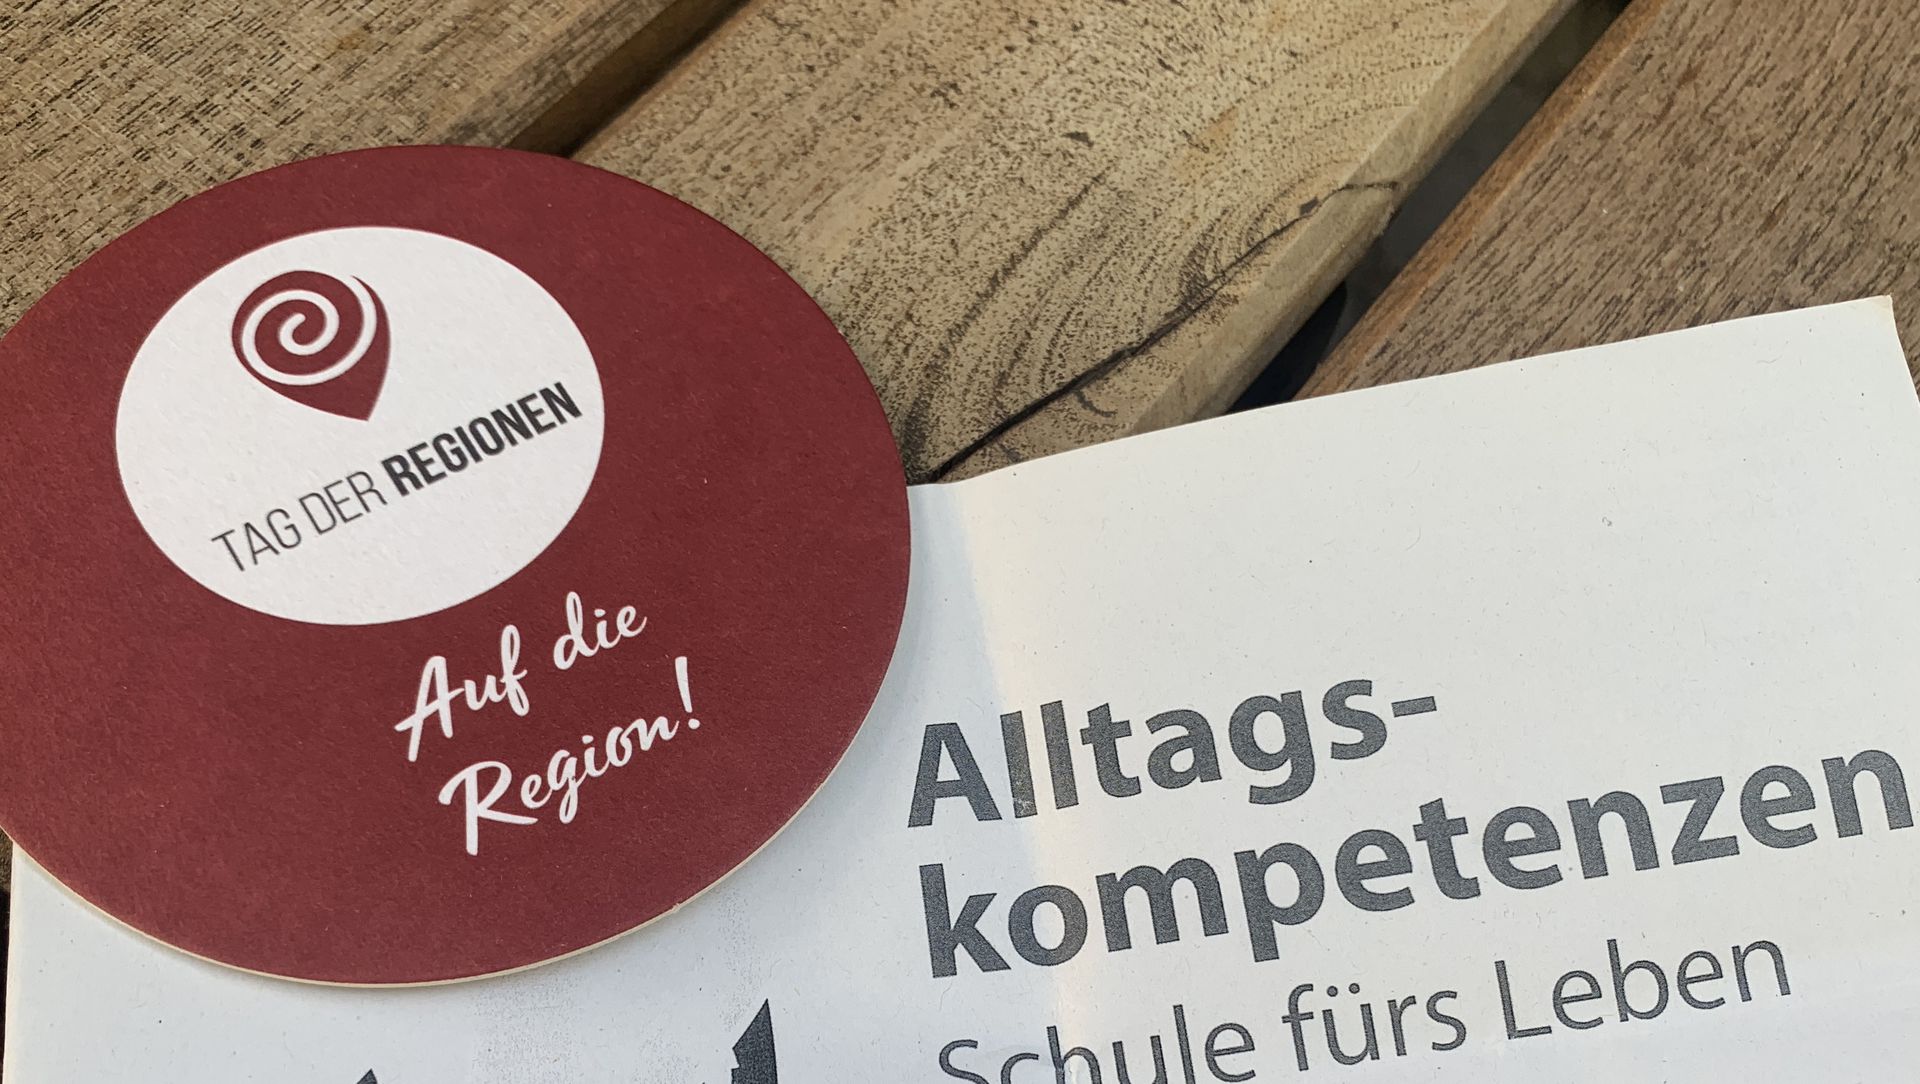 TAG DER REGIONEN
Auf die
Region!
Alltags-
kompetenzen
Schule fürs Leben